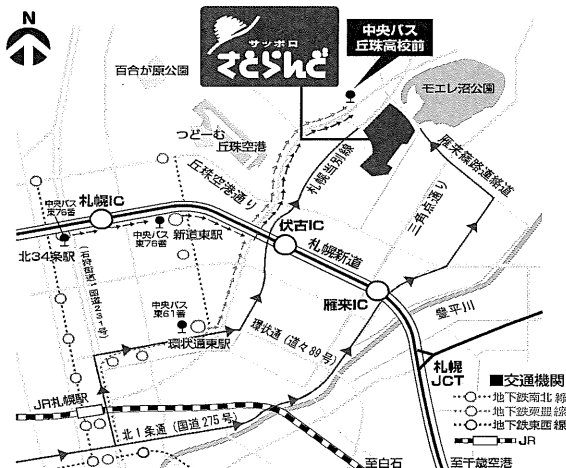 N
サッポロ
さとらんど
中央バス
丘珠高校前
百合が原公園
モエレ沼公園
つどーむ
丘珠空港
丘珠空港通り
札幌当別線
雁来篠路連絡道
三角点通り
中央バス
東76番
札幌IC
北34条駅
中央バス
東76番
新道東駅
伏古IC
札幌新道
中央バス
東61番
環状通東駅
環状通(道々89号)
雁来IC
豊平川
札幌
JCT
JR札幌駅
北1条通(国道275号)
至白石
至千歳空港
■交通機関
地下鉄南北線
地下鉄東豊線
地下鉄東西線
JR